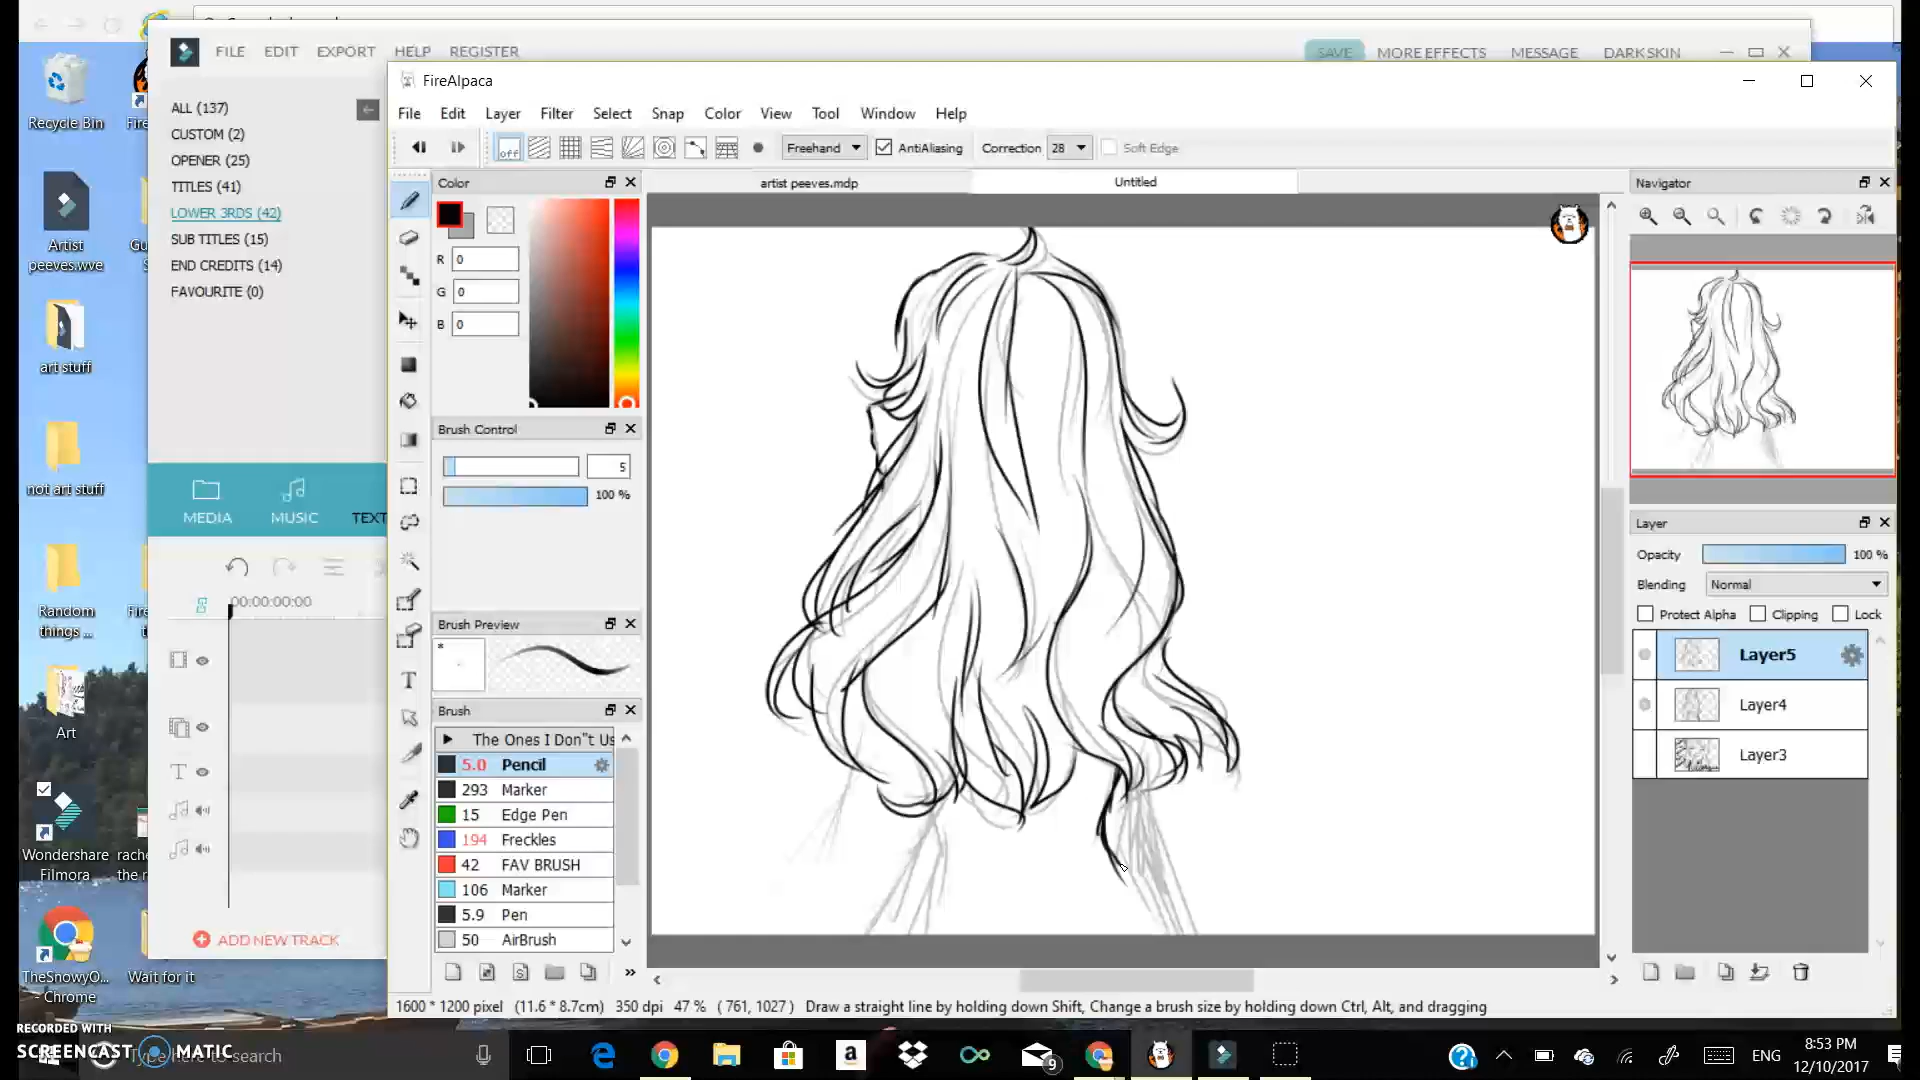 FILE EDIT EXPORT HELP REGISTER
SAVE MORE EFFECTS MESSAGE DARK SKIN
Recycle Bin
Artist
peeves.wve
art stuff
not art stuff
Random
things ...
Art
Wondershare
Filmora
TheSnowyO...
- Chrome
Wait for it
ALL (137)
CUSTOM (2)
OPENER (25)
TITLES (41)
LOWER 3RDS (42)
SUB TITLES (15)
END CREDITS (14)
FAVOURITE (0)
MEDIA MUSIC TEXT
00:00:00:00
T
ADD NEW TRACK
FireAlpaca
File Edit Layer Filter Select Snap Color View Tool Window Help
off Freehand AntiAliasing Correction 28 Soft Edge
Color
R 0
G 0
B 0
Brush Control
5
100 %
Brush Preview
*
Brush
The Ones I Don"t Us
5.0 Pencil
293 Marker
15 Edge Pen
194 Freckles
42 FAV BRUSH
106 Marker
5.9 Pen
50 AirBrush
T
artist peeves.mdp Untitled
Navigator
Layer
Opacity 100 %
Blending Normal
Protect Alpha Clipping Lock
Layer5
Layer4
Layer3
1600 * 1200 pixel (11.6 * 8.7cm) 350 dpi 47 % ( 761, 1027 ) Draw a straight line by holding down Shift, Change a brush size by holding down Ctrl, Alt, and dragging
RECORDED WITH
SCREENCAST MATIC
Type here to search
9
ENG
8:53 PM
12/10/2017